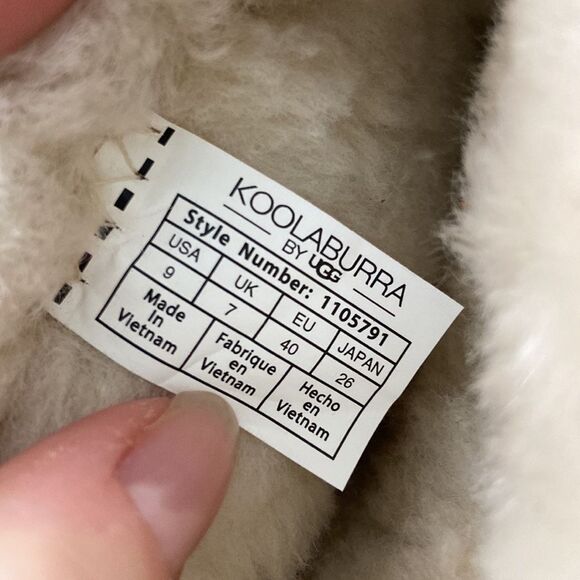 KOOLABURRA
BY UGG
Style Number: 1105791
USA UK EU JAPAN
9 7 40 26
Made in Vietnam
Fabrique en Vietnam
Hecho en Vietnam